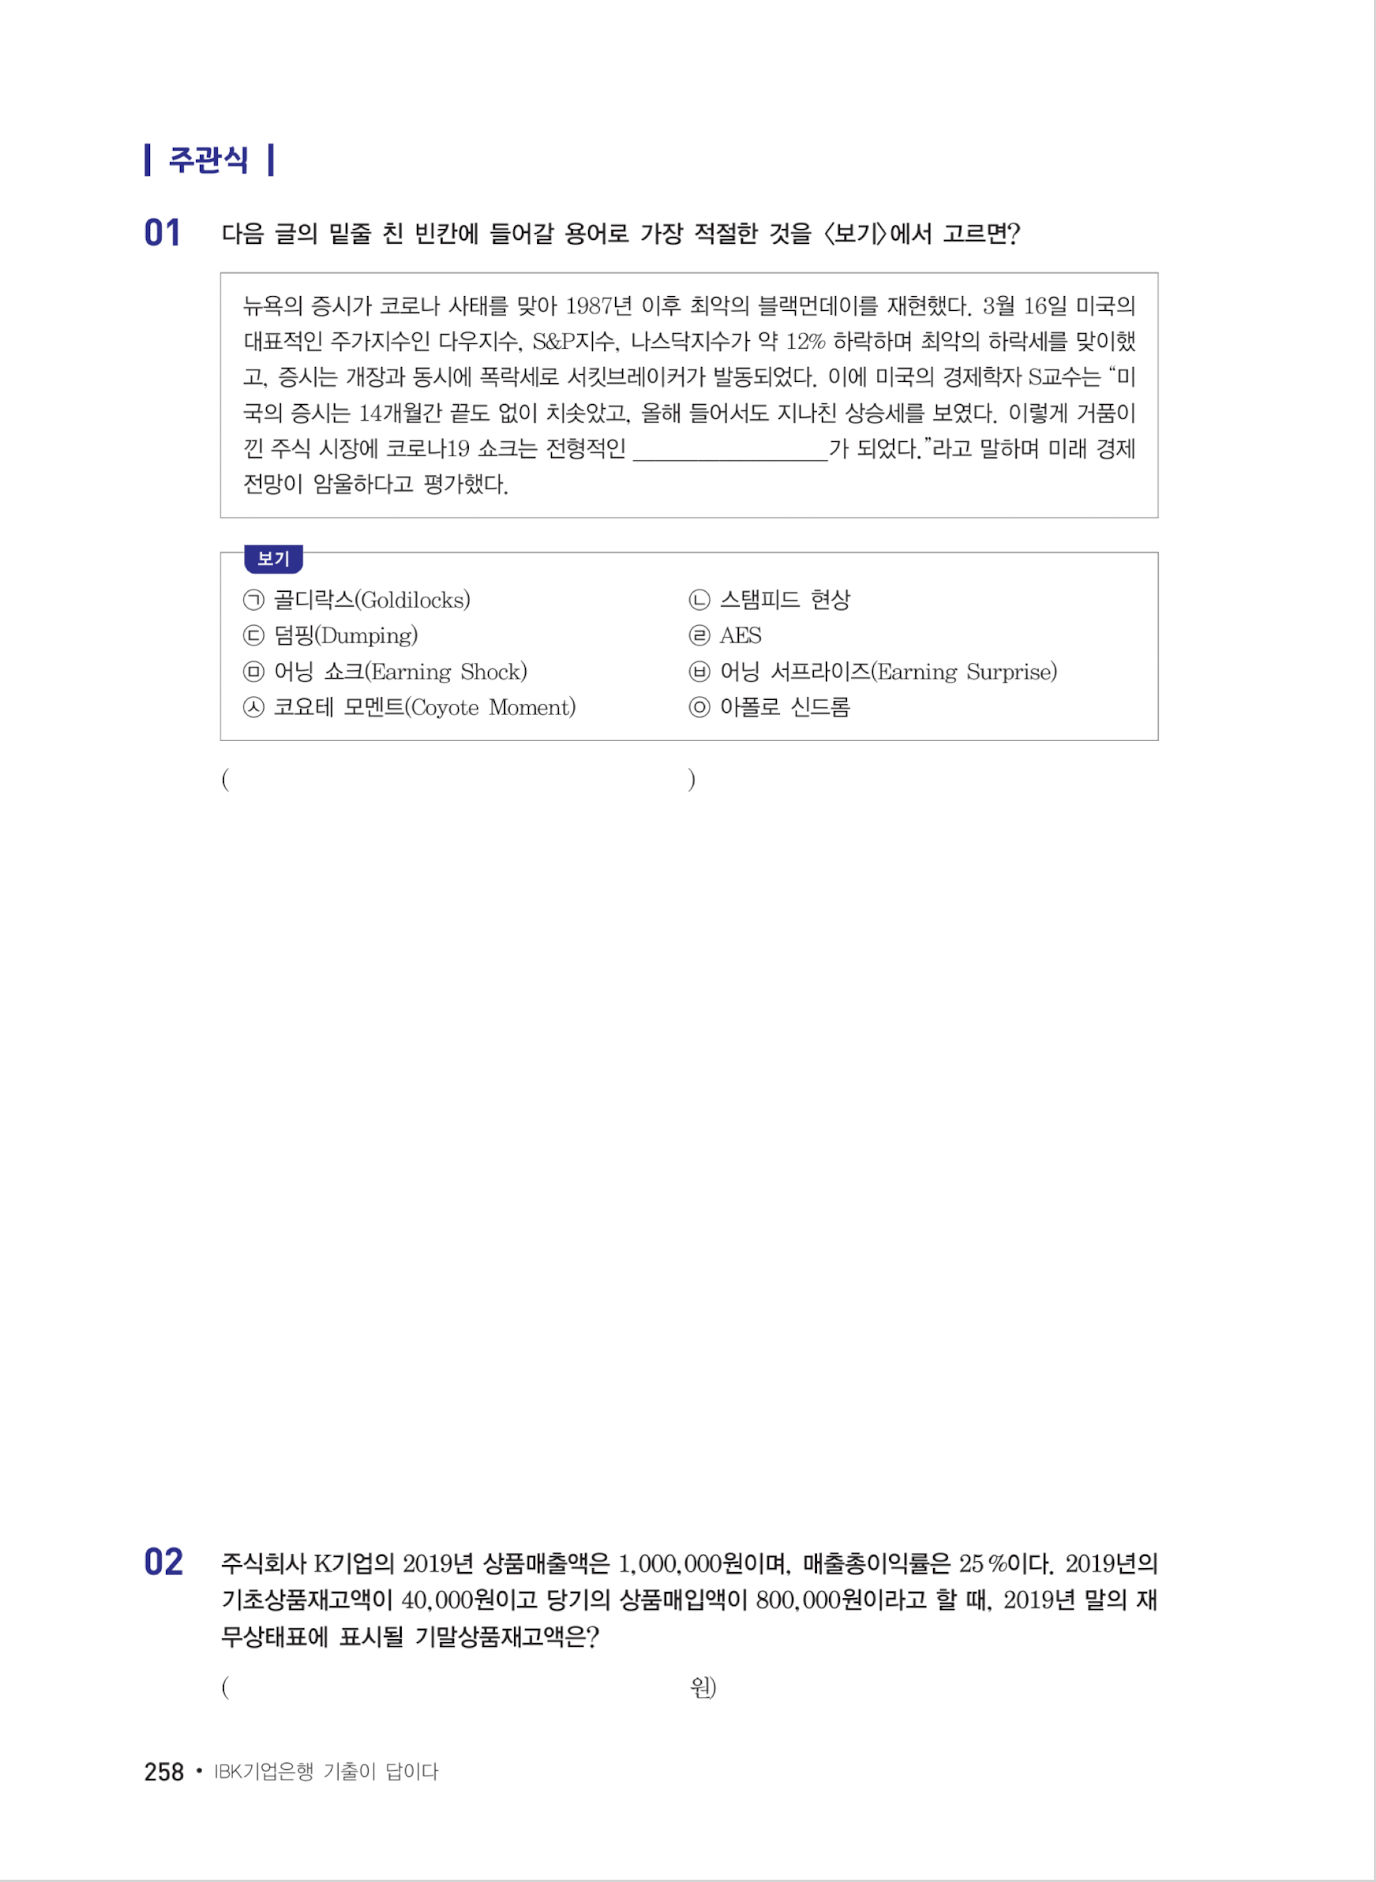 주관식
01 다음 글의 밑줄 친 빈칸에 들어갈 용어로 가장 적절한 것을 〈보기〉에서 고르면?
뉴욕의 증시가 코로나 사태를 맞아 1987년 이후 최악의 블랙먼데이를 재현했다. 3월 16일 미국의
대표적인 주가지수인 다우지수, S&P지수, 나스닥지수가 약 12% 하락하며 최악의 하락세를 맞이했
고, 증시는 개장과 동시에 폭락세로 서킷브레이커가 발동되었다. 이에 미국의 경제학자 S교수는 “미
국의 증시는 14개월간 끝도 없이 치솟았고, 올해 들어서도 지나친 상승세를 보였다. 이렇게 거품이
낀 주식 시장에 코로나19 쇼크는 전형적인 ________________가 되었다.”라고 말하며 미래 경제
전망이 암울하다고 평가했다.
보기
㉠ 골디락스(Goldilocks) ㉡ 스탬피드 현상
㉢ 덤핑(Dumping) ㉣ AES
㉤ 어닝 쇼크(Earning Shock) ㉥ 어닝 서프라이즈(Earning Surprise)
㉦ 코요테 모멘트(Coyote Moment) ㉧ 아폴로 신드롬
( )
02 주식회사 K기업의 2019년 상품매출액은 1,000,000원이며, 매출총이익률은 25%이다. 2019년의
기초상품재고액이 40,000원이고 당기의 상품매입액이 800,000원이라고 할 때, 2019년 말의 재
무상태표에 표시될 기말상품재고액은?
( 원)
258 • IBK기업은행 기출이 답이다